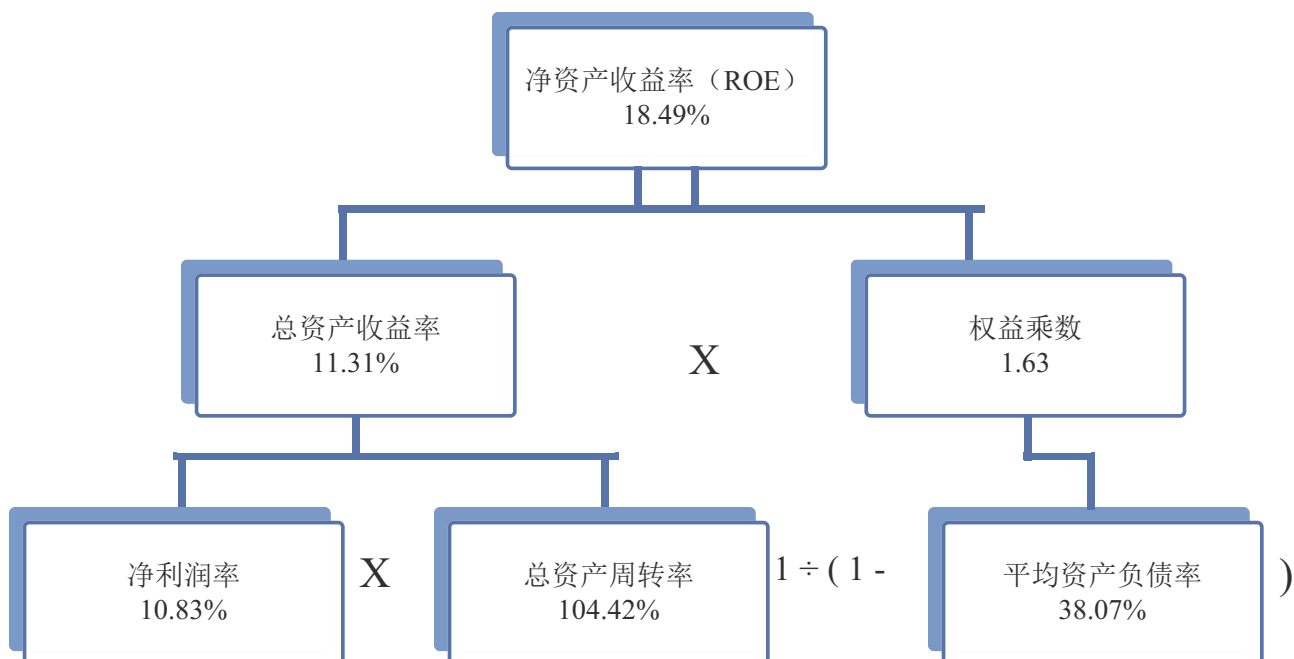 净资产收益率（ROE）
18.49%
总资产收益率
11.31%
X
权益乘数
1.63
净利润率
10.83%
X
总资产周转率
104.42%
1 ÷ ( 1 -
平均资产负债率
38.07%
)